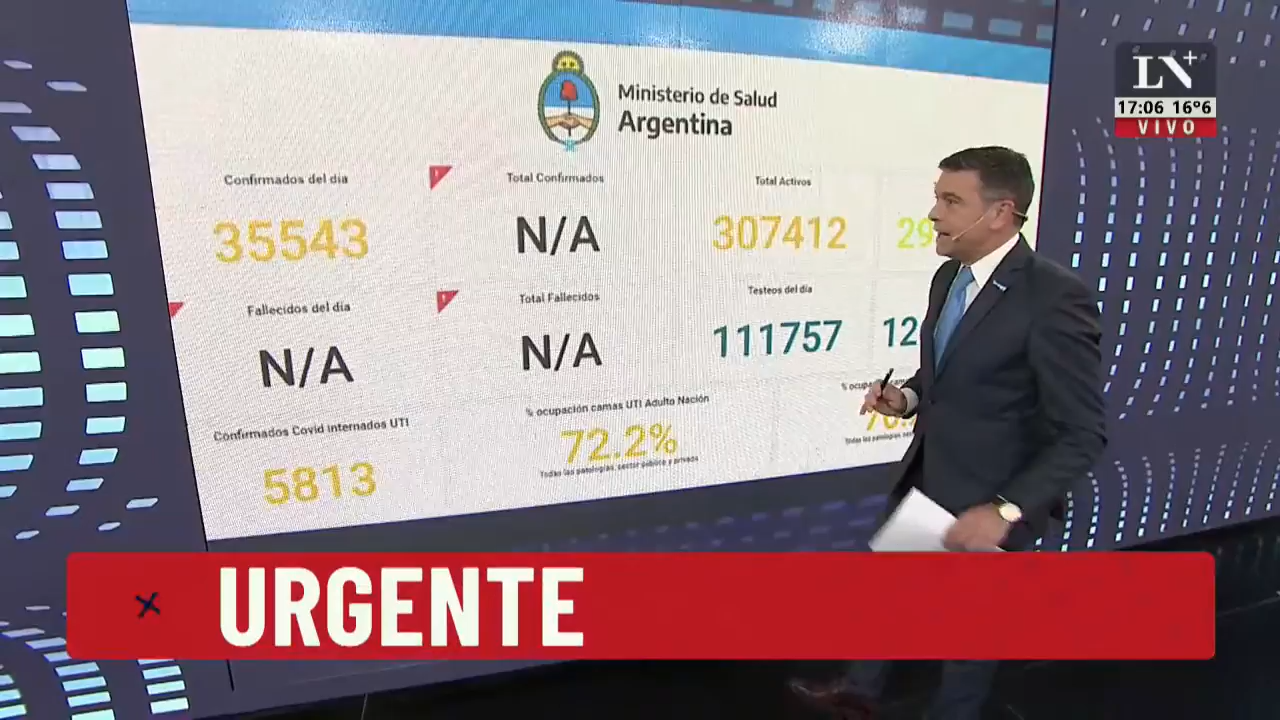 LN+
17:06 16°6
VIVO
Ministerio de Salud
Argentina
Confirmados del día
35543
Total Confirmados
N/A
Total Activos
307412
29
Fallecidos del día
N/A
Total Fallecidos
N/A
Testeos del día
111757
12
Confirmados Covid internados UTI
5813
% ocupación camas UTI Adulto Nación
72.2%
Todas las patologías, sector público y privado
URGENTE